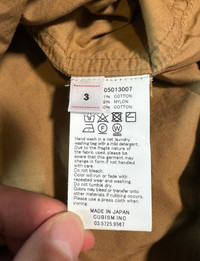 3
05013007
COTTON
NYLON
COTTON
Hand wash in a net laundry
washing bag with a mild detergent.
Due to the fragile nature of
the fabric used, please be
aware that this garment may
change in form if not handled
with care.
Do not bleach.
Color will run or fade with
repeated wear and washing.
Do not tumble dry.
Colors may bleed or transfer onto
other materials if rubbing occurs.
Please use a press cloth when
ironing.
MADE IN JAPAN
CUBISM.INC